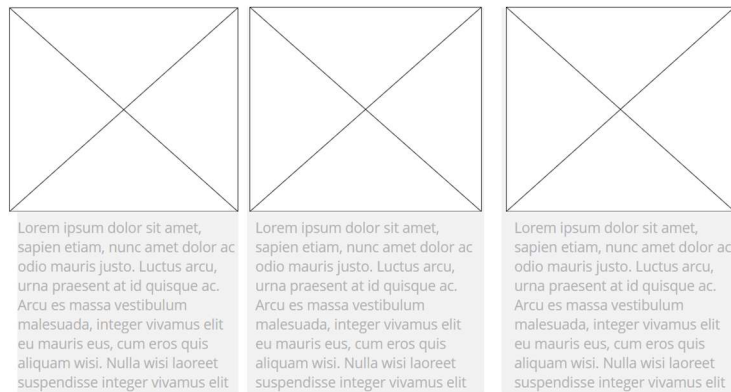 Lorem ipsum dolor sit amet,
sapien etiam, nunc amet dolor ac
odio mauris justo. Luctus arcu,
urna praesent at id quisque ac.
Arcu es massa vestibulum
malesuada, integer vivamus elit
eu mauris eus, cum eros quis
aliquam wisi. Nulla wisi laoreet
suspendisse integer vivamus elit
Lorem ipsum dolor sit amet,
sapien etiam, nunc amet dolor ac
odio mauris justo. Luctus arcu,
urna praesent at id quisque ac.
Arcu es massa vestibulum
malesuada, integer vivamus elit
eu mauris eus, cum eros quis
aliquam wisi. Nulla wisi laoreet
suspendisse integer vivamus elit
Lorem ipsum dolor sit amet,
sapien etiam, nunc amet dolor ac
odio mauris justo. Luctus arcu,
urna praesent at id quisque ac.
Arcu es massa vestibulum
malesuada, integer vivamus elit
eu mauris eus, cum eros quis
aliquam wisi. Nulla wisi laoreet
suspendisse integer vivamus elit